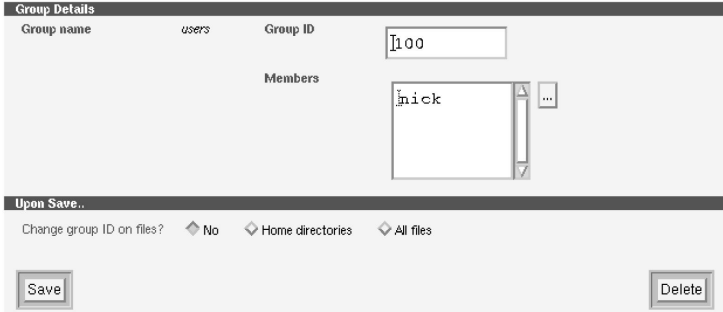 Group Details
Group name users Group ID 100
Members nick ...
Upon Save..
Change group ID on files? No Home directories All files
Save Delete